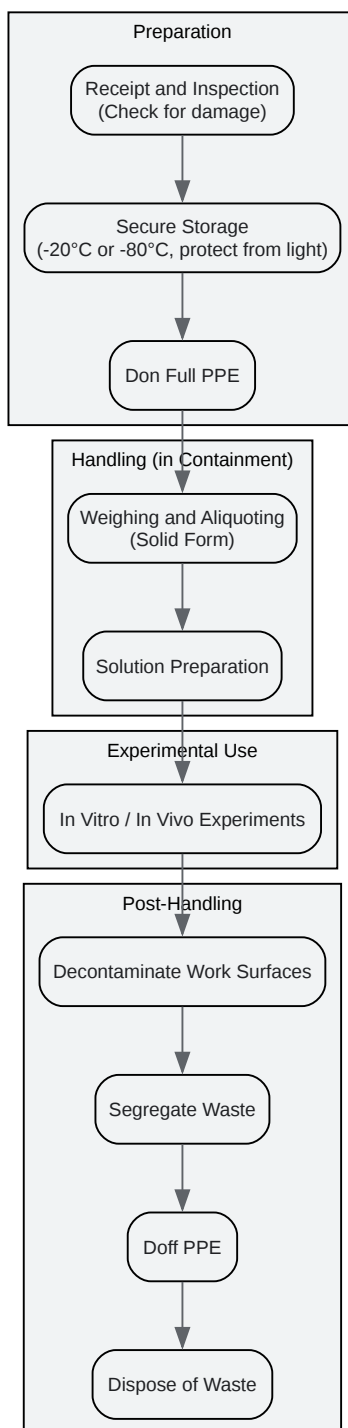 Preparation
Receipt and Inspection
(Check for damage)
Secure Storage
(-20°C or -80°C, protect from light)
Don Full PPE
Handling (in Containment)
Weighing and Aliquoting
(Solid Form)
Solution Preparation
Experimental Use
In Vitro / In Vivo Experiments
Post-Handling
Decontaminate Work Surfaces
Segregate Waste
Doff PPE
Dispose of Waste